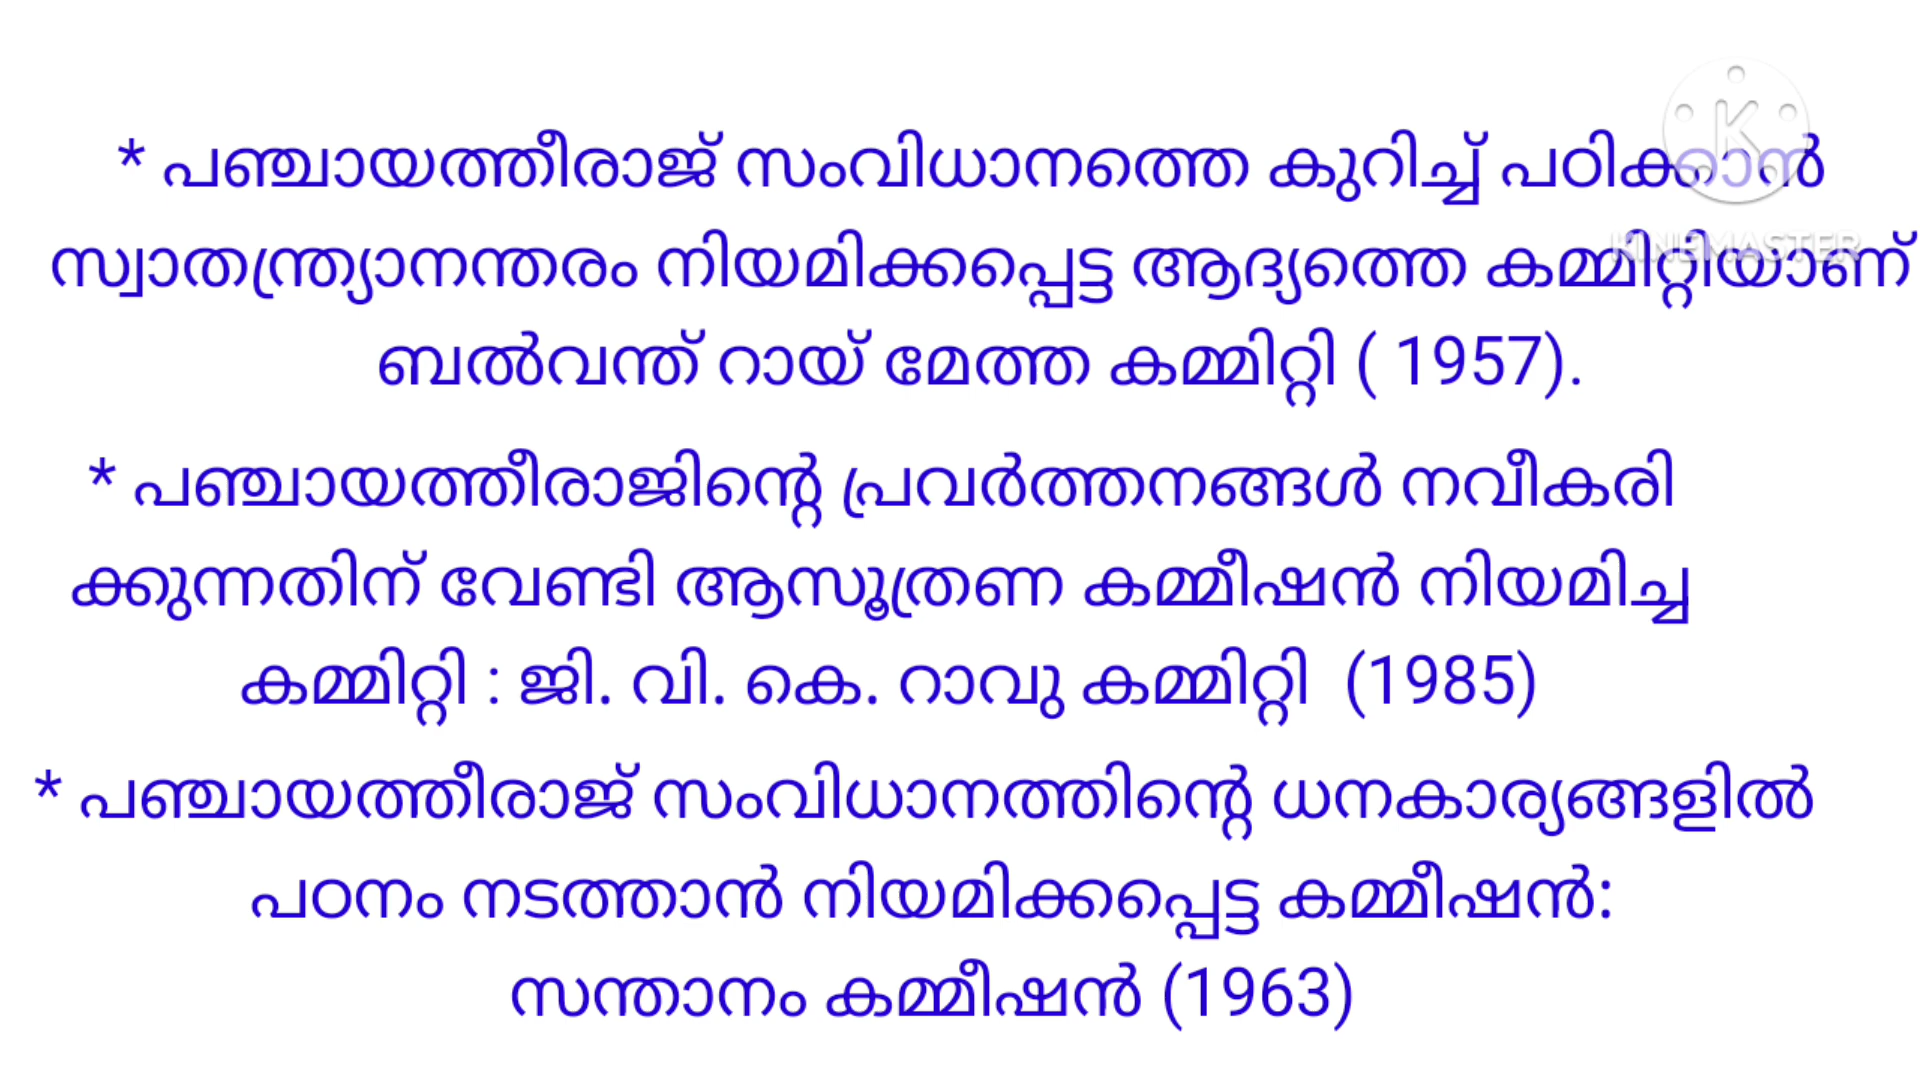 * പഞ്ചായത്തീരാജ് സംവിധാനത്തെ കുറിച്ച് പഠിക്കാൻ
സ്വാതന്ത്ര്യാനന്തരം നിയമിക്കപ്പെട്ട ആദ്യത്തെ കമ്മിറ്റിയാണ്
ബൽവന്ത് റായ് മേത്ത കമ്മിറ്റി ( 1957).
* പഞ്ചായത്തീരാജിന്റെ പ്രവർത്തനങ്ങൾ നവീകരി
ക്കുന്നതിന് വേണ്ടി ആസൂത്രണ കമ്മീഷൻ നിയമിച്ച
കമ്മിറ്റി : ജി. വി. കെ. റാവു കമ്മിറ്റി (1985)
* പഞ്ചായത്തീരാജ് സംവിധാനത്തിന്റെ ധനകാര്യങ്ങളിൽ
പഠനം നടത്താൻ നിയമിക്കപ്പെട്ട കമ്മീഷൻ:
സന്താനം കമ്മീഷൻ (1963)
K
KINEMASTER